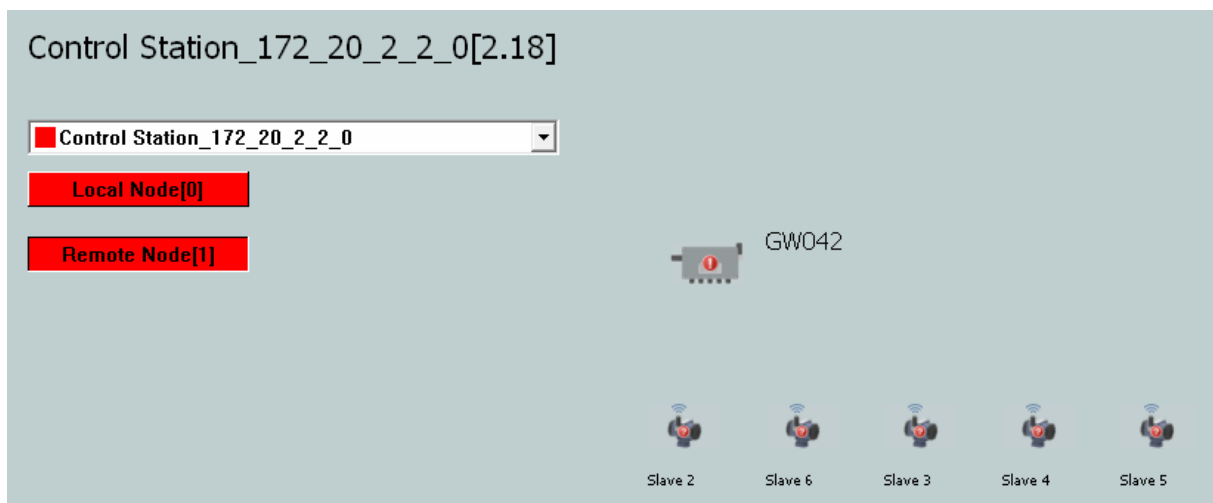 Control Station_172_20_2_2_0[2.18]
Control Station_172_20_2_2_0
Local Node[0]
Remote Node[1]
GW042
Slave 2 Slave 6 Slave 3 Slave 4 Slave 5